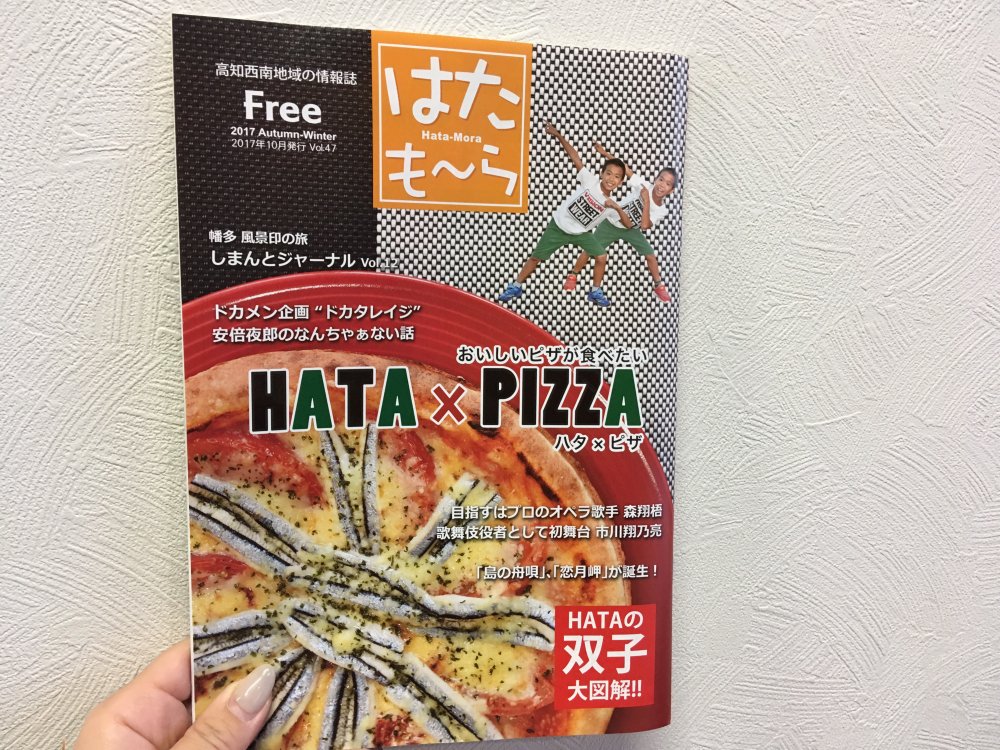 高知西南地域の情報誌
Free
2017 Autumn-Winter
2017年10月発行 Vol.47
はた
Hata-Mora
も〜ら
幡多 風景印の旅
しまんとジャーナル Vol.12
ドカメン企画 “ドカタレイジ”
安倍夜郎のなんちゃぁない話
おいしいピザが食べたい
HATA × PIZZA
ハタ × ピザ
目指すはプロのオペラ歌手 森翔梧
歌舞伎役者として初舞台 市川翔乃亮
「島の舟唄」、「恋月岬」が誕生！
HATAの
双子
大図解!!
STREET
WEAR